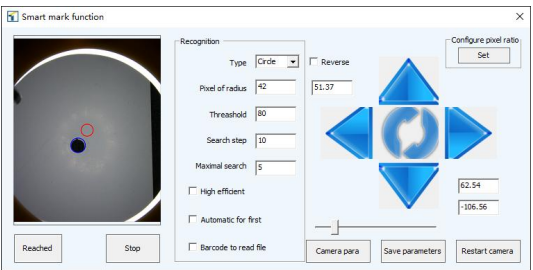 Smart mark function
Recognition
Configure pixel ratio
Type Circle
Reverse
Set
Pixel of radius 42
51.37
Threashold 80
Search step 10
Maximal search 5
High efficient
62.54
-106.56
Automatic for first
Barcode to read file
Reached
Stop
Camera para
Save parameters
Restart camera